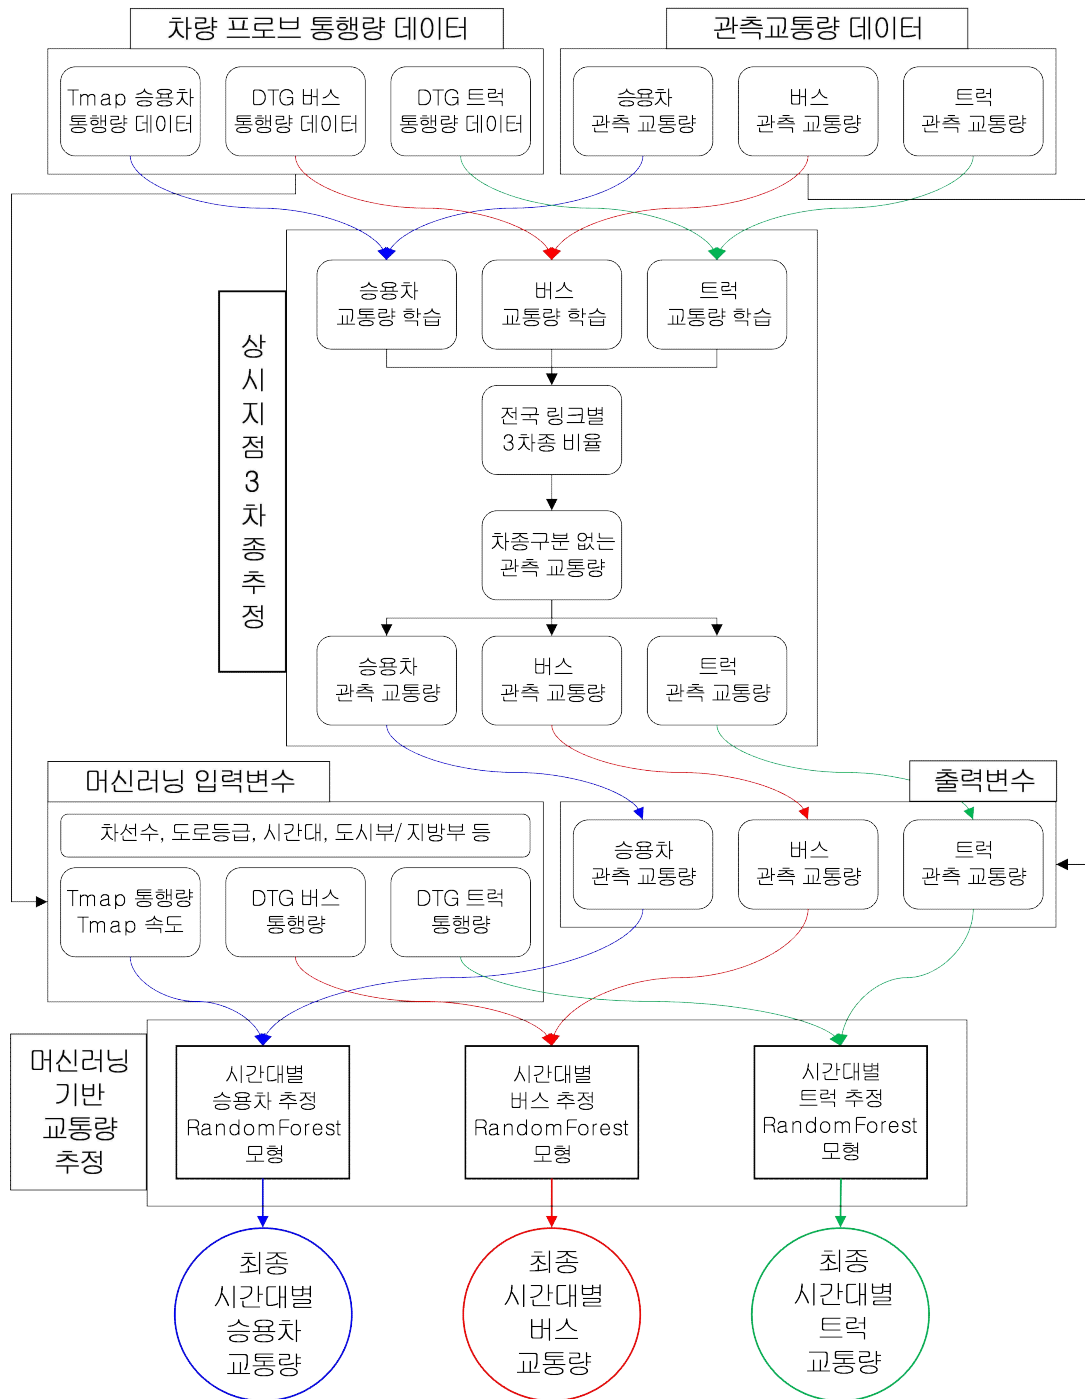 차량 프로브 통행량 데이터
관측교통량 데이터
Tmap 승용차
통행량 데이터
DTG 버스
통행량 데이터
DTG 트럭
통행량 데이터
승용차
관측 교통량
버스
관측 교통량
트럭
관측 교통량
상
시
지
점
3
차
종
추
정
승용차
교통량 학습
버스
교통량 학습
트럭
교통량 학습
전국 링크별
3차종 비율
차종구분 없는
관측 교통량
승용차
관측 교통량
버스
관측 교통량
트럭
관측 교통량
머신러닝 입력변수
출력변수
차선수, 도로등급, 시간대, 도시부/지방부 등
Tmap 통행량
Tmap 속도
DTG 버스
통행량
DTG 트럭
통행량
승용차
관측 교통량
버스
관측 교통량
트럭
관측 교통량
머신러닝
기반
교통량
추정
시간대별
승용차 추정
RandomForest
모형
시간대별
버스 추정
RandomForest
모형
시간대별
트럭 추정
RandomForest
모형
최종
시간대별
승용차
교통량
최종
시간대별
버스
교통량
최종
시간대별
트럭
교통량